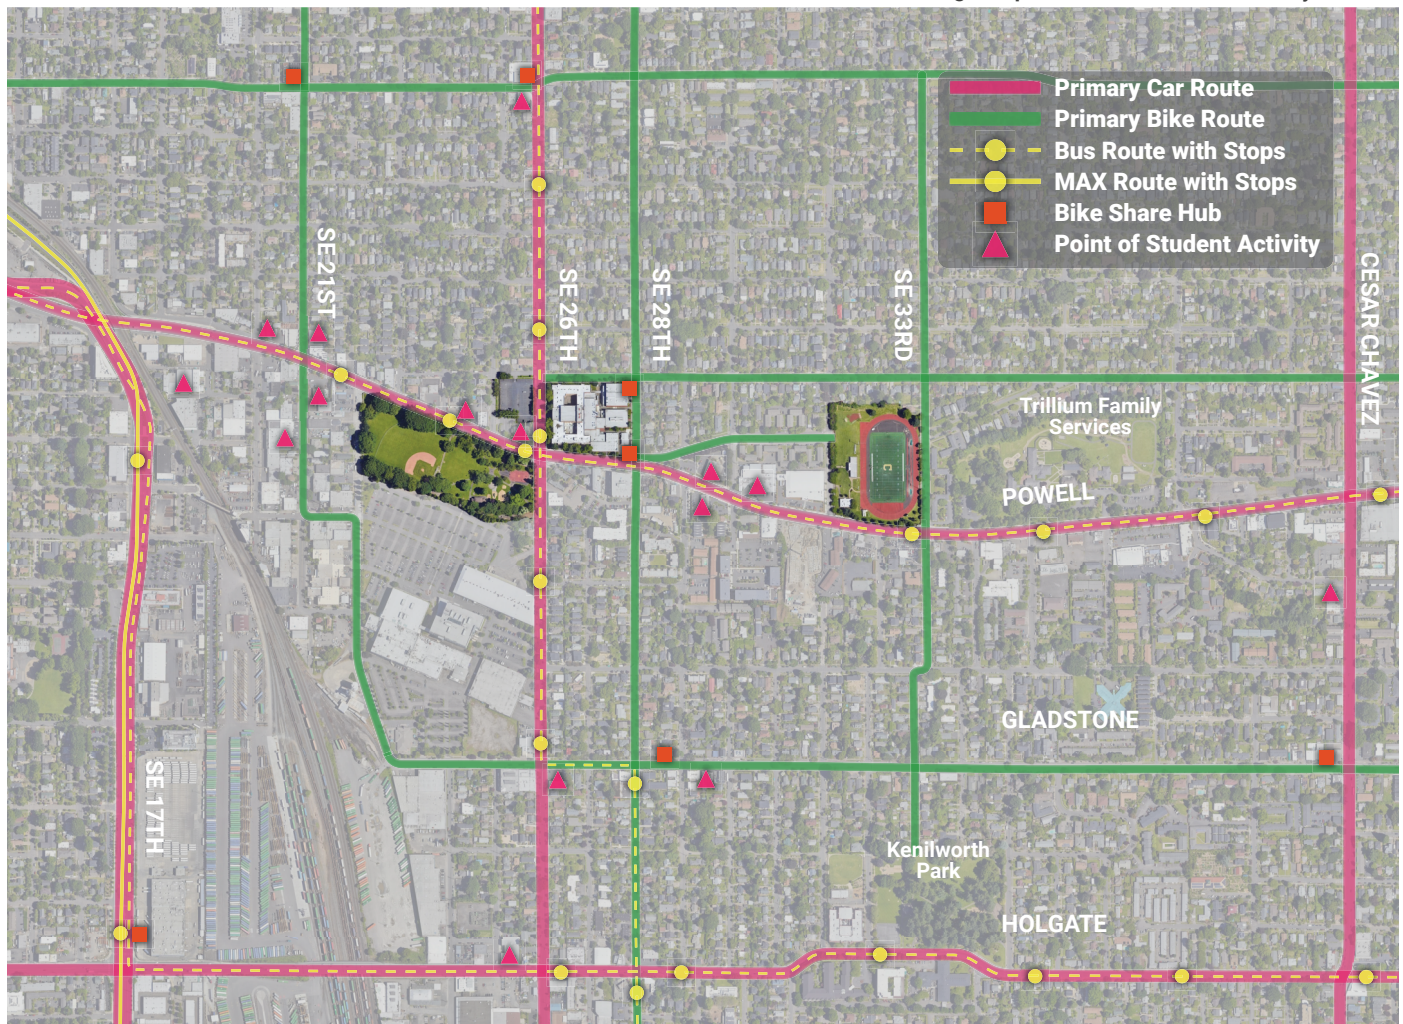 Primary Car Route
Primary Bike Route
Bus Route with Stops
MAX Route with Stops
Bike Share Hub
Point of Student Activity
SE 21ST
SE 26TH
SE 28TH
SE 33RD
CESAR CHAVEZ
Trillium Family
Services
POWELL
GLADSTONE
SE 17TH
Kenilworth
Park
HOLGATE
C